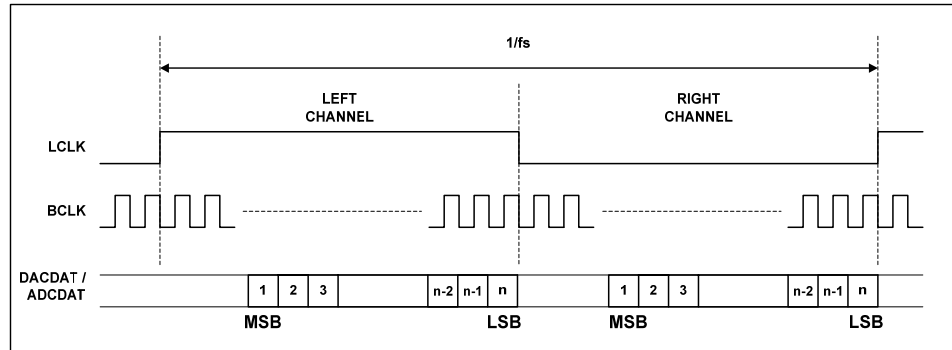 1/fs
LEFT
CHANNEL
RIGHT
CHANNEL
LCLK
BCLK
DACDAT /
ADCDAT
1 2 3 n-2 n-1 n 1 2 3 n-2 n-1 n
MSB LSB MSB LSB